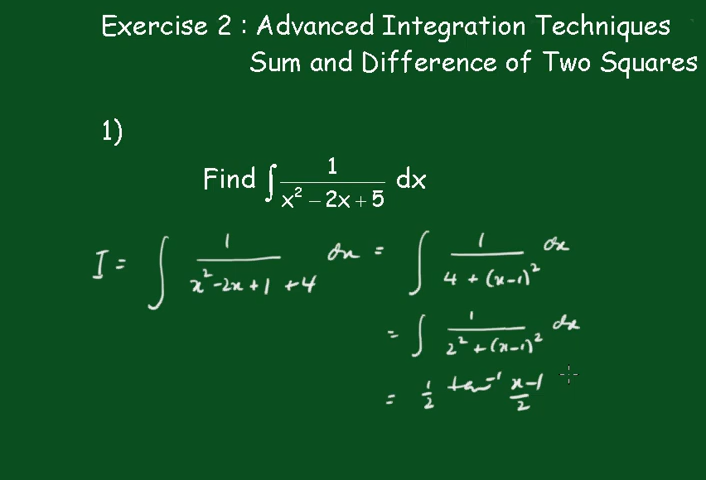 Exercise 2 : Advanced Integration Techniques
Sum and Difference of Two Squares
1)
Find ∫ 1/(x² − 2x + 5) dx
I = ∫ 1/(x² − 2x + 1 + 4) dx = ∫ 1/(4 + (x−1)²) dx
= ∫ 1/(2² + (x−1)²) dx
= 1/2 tan⁻¹ (x−1)/2